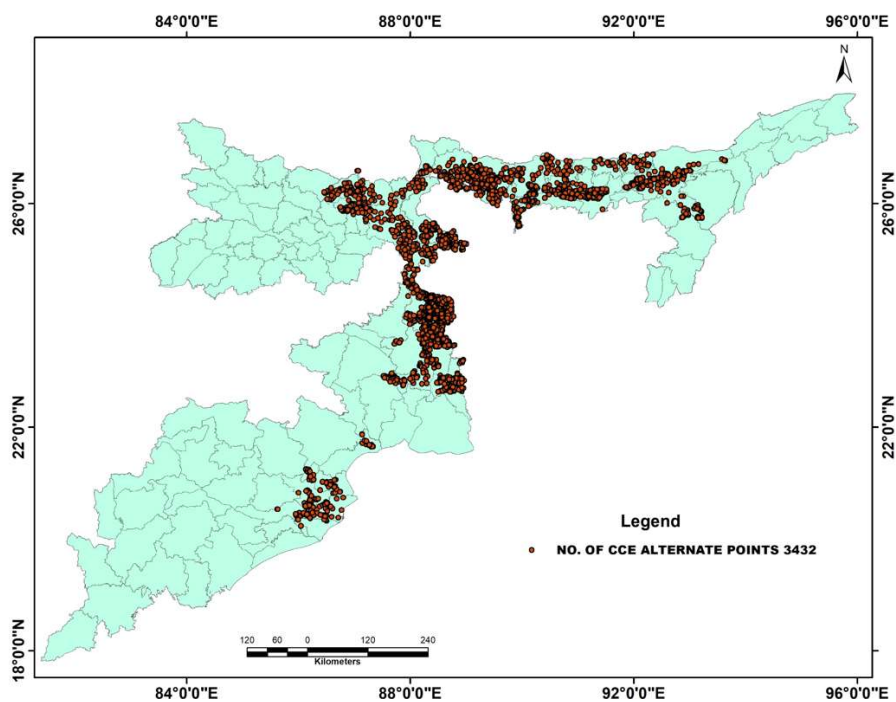 84°0'0"E 88°0'0"E 92°0'0"E 96°0'0"E
N
26°0'0"N 26°0'0"N
22°0'0"N 22°0'0"N
Legend
NO. OF CCE ALTERNATE POINTS 3432
120 60 0 120 240
Kilometers
18°0'0"N 18°0'0"N
84°0'0"E 88°0'0"E 92°0'0"E 96°0'0"E